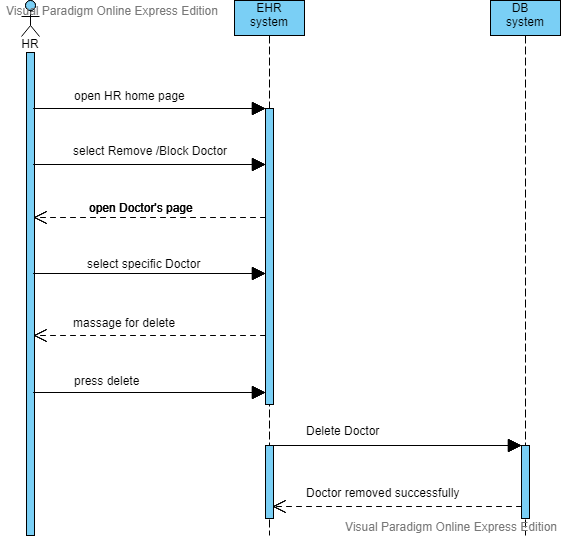 Visual Paradigm Online Express Edition
HR
EHR
system
DB
system
open HR home page
select Remove /Block Doctor
open Doctor's page
select specific Doctor
massage for delete
press delete
Delete Doctor
Doctor removed successfully
Visual Paradigm Online Express Edition